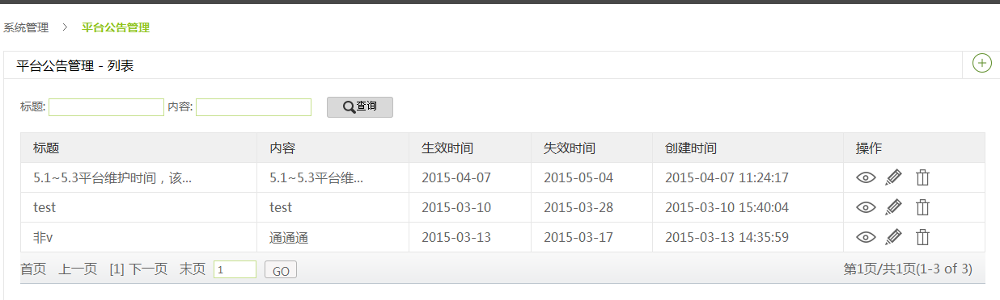 系统管理 > 平台公告管理
平台公告管理 - 列表
标题: 内容: 查询
标题 内容 生效时间 失效时间 创建时间 操作
5.1~5.3平台维护时间，该... 5.1~5.3平台维... 2015-04-07 2015-05-04 2015-04-07 11:24:17
test test 2015-03-10 2015-03-28 2015-03-10 15:40:04
非v 通通通 2015-03-13 2015-03-17 2015-03-13 14:35:59
首页 上一页 [1] 下一页 末页 1 GO 第1页/共1页(1-3 of 3)